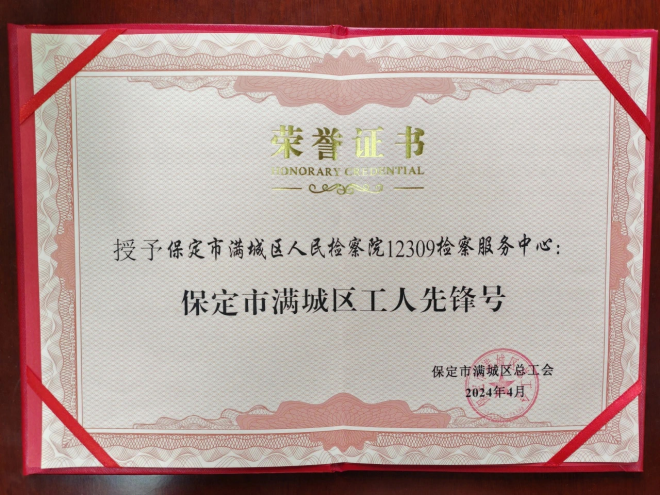 荣誉证书
HONORARY CREDENTIAL
授予保定市满城区人民检察院12309检察服务中心:
保定市满城区工人先锋号
保定市满城区总工会
2024年4月